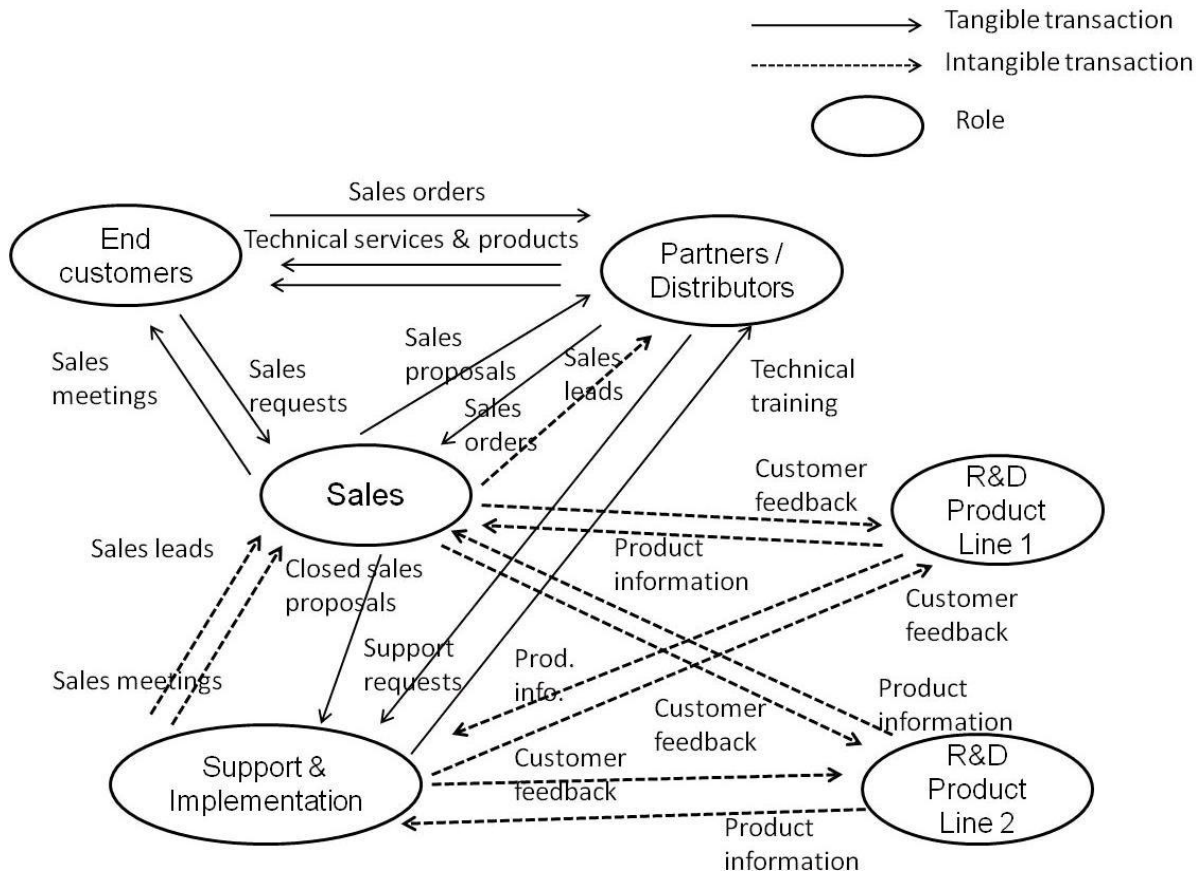 Tangible transaction
Intangible transaction
Role
Sales orders
Technical services & products
End
customers
Partners /
Distributors
Sales
meetings
Sales
requests
Sales
proposals
Sales
leads
Sales
orders
Technical
training
Sales
Customer
feedback
R&D
Product
Line 1
Sales leads
Closed sales
proposals
Product
information
Customer
feedback
Sales meetings
Support
requests
Prod.
info.
Customer
feedback
Product
information
Support &
Implementation
Customer
feedback
R&D
Product
Line 2
Product
information